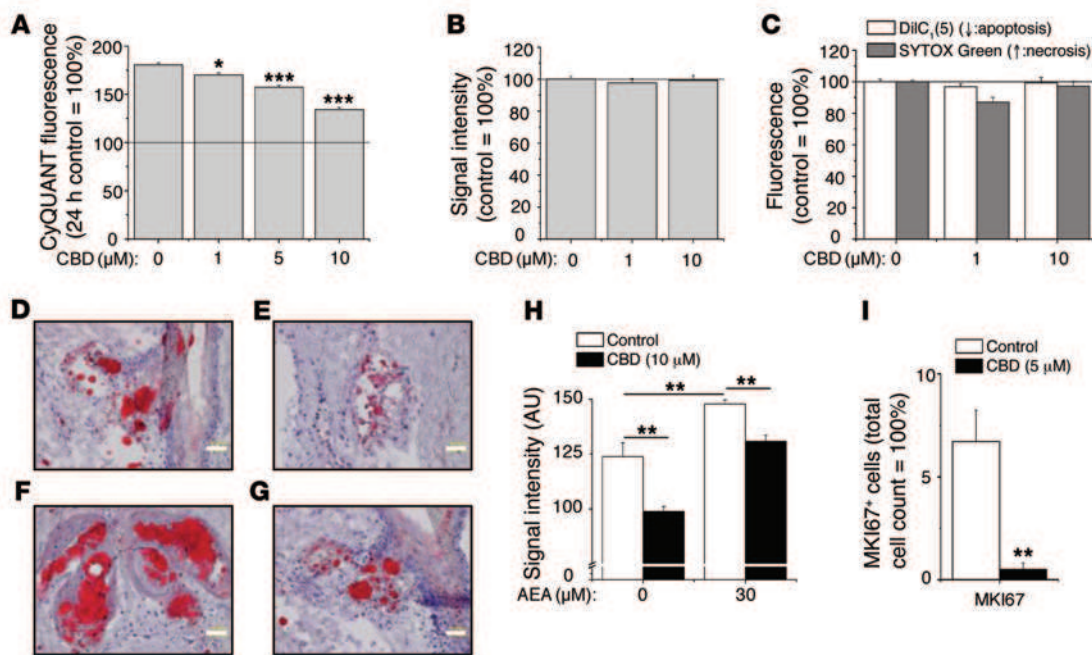 A
CyQUANT fluorescence
(24 h control = 100%)
200
150
100
50
0
*
***
***
CBD (µM): 0 1 5 10
B
Signal intensity
(control = 100%)
120
100
80
60
40
20
0
CBD (µM): 0 1 10
C
DilC₁(5) (↓:apoptosis)
SYTOX Green (↑:necrosis)
Fluorescence
(control = 100%)
120
100
80
60
40
20
0
CBD (µM): 0 1 10
D
E
F
G
H
Control
CBD (10 µM)
Signal intensity (AU)
150
125
100
0
**
**
**
AEA (µM): 0 30
I
Control
CBD (5 µM)
MKI67⁺ cells (total
cell count = 100%)
10
5
0
**
MKI67